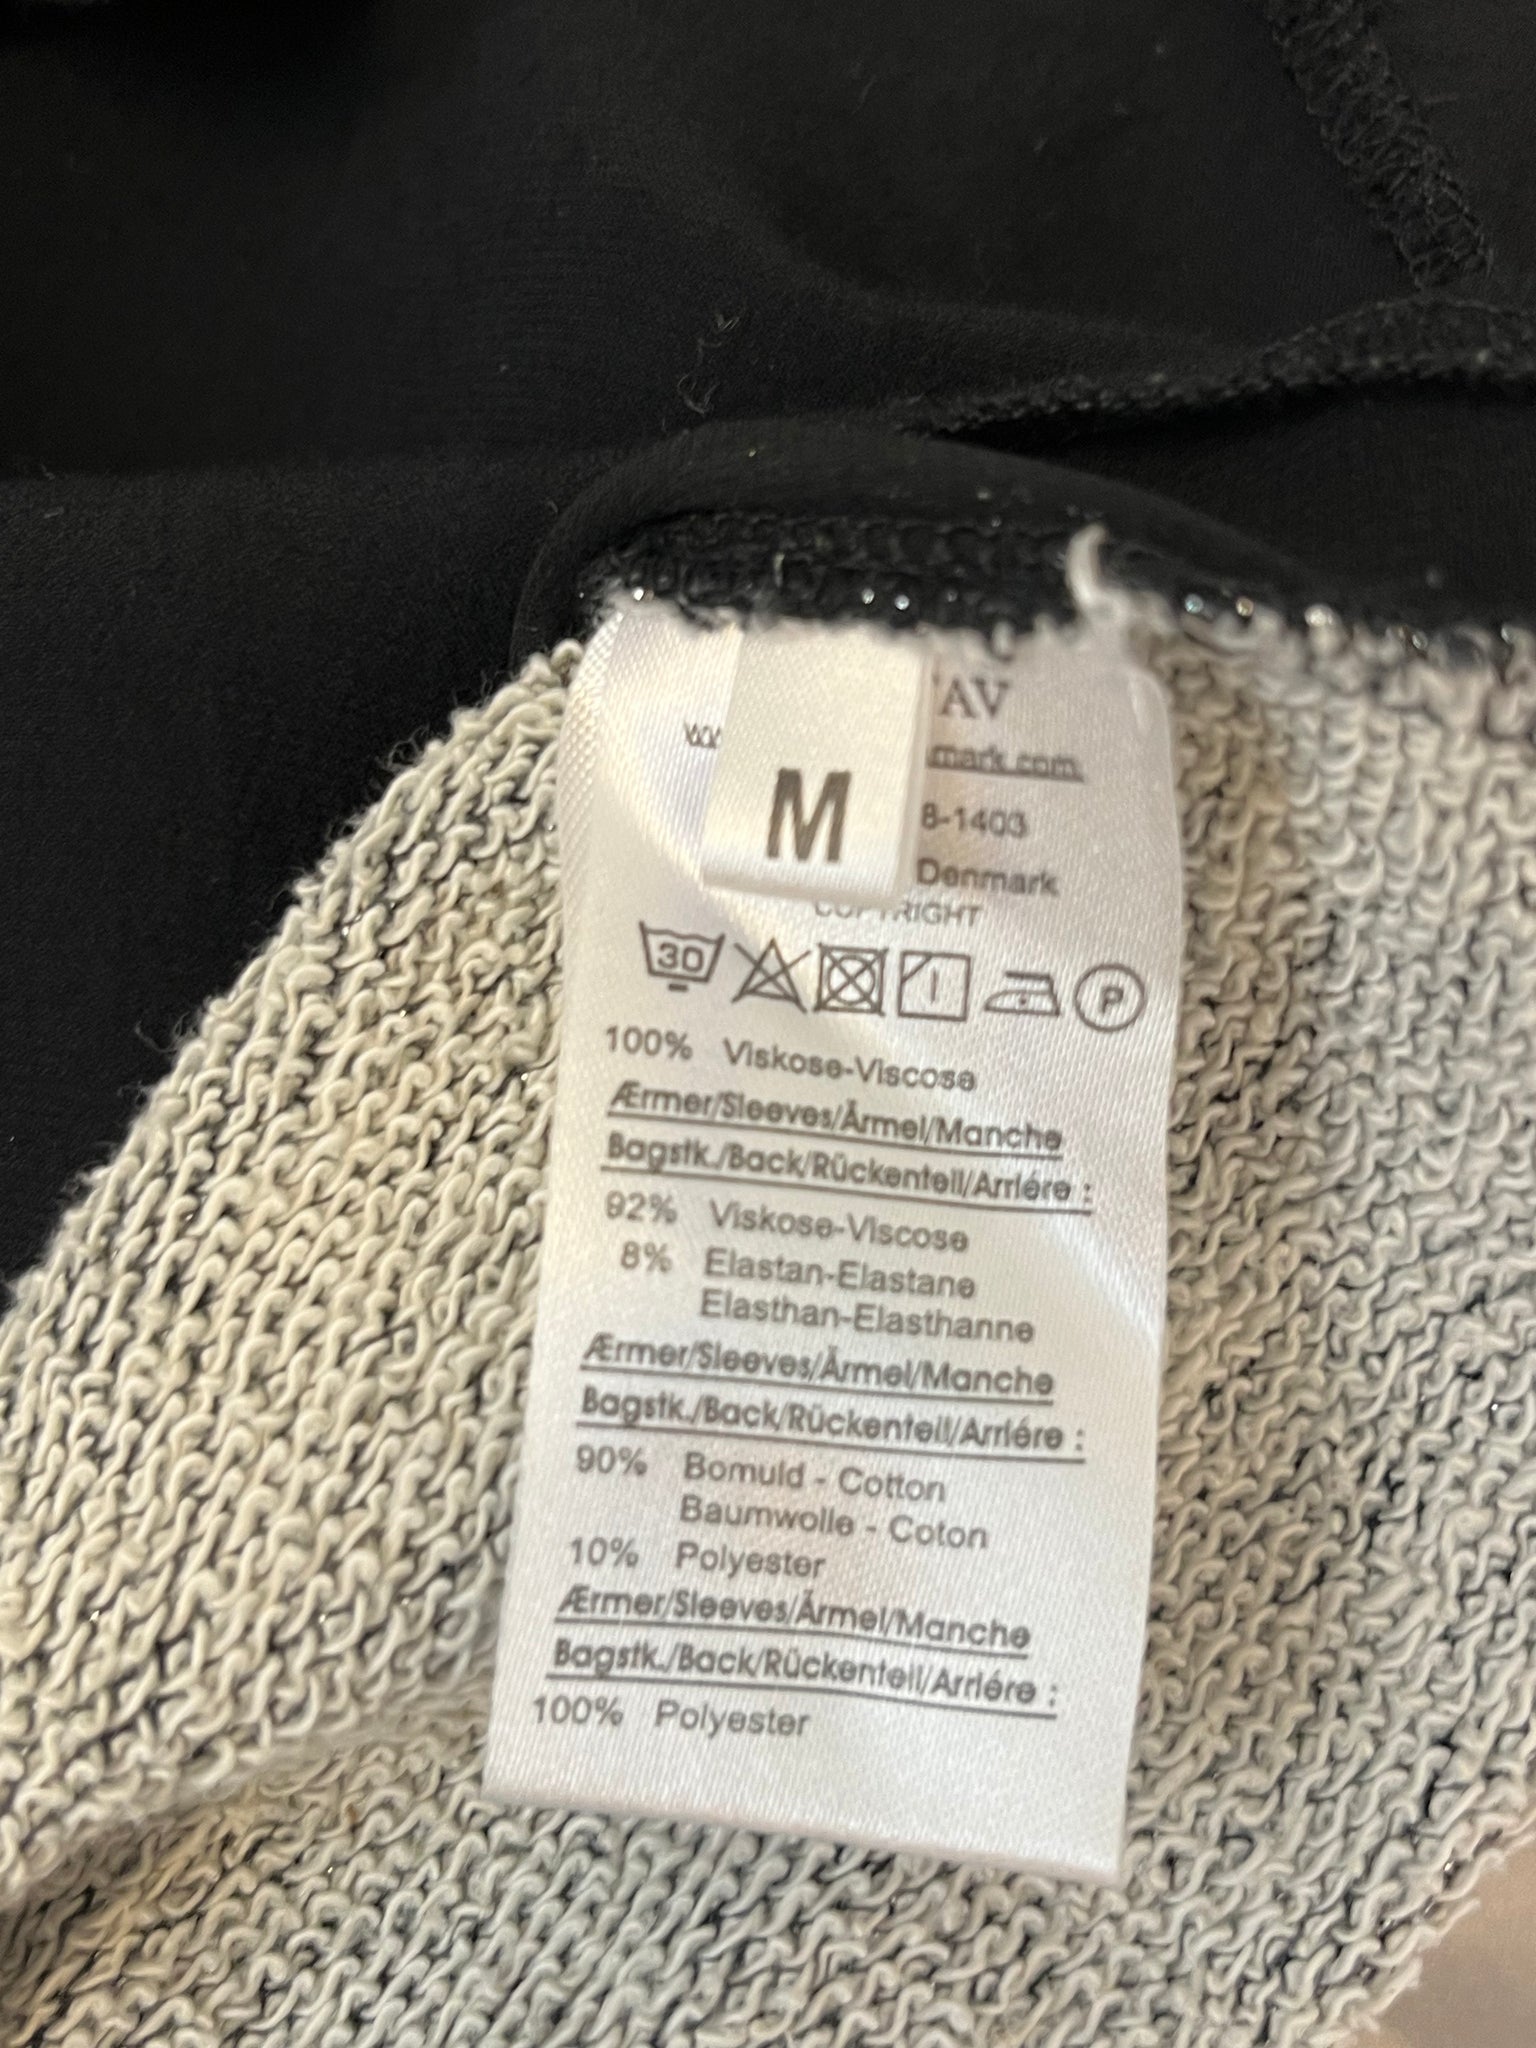 AV
mark.com
M
8-1403
Denmark
COPYRIGHT
30 P
100% Viskose-Viscose
Ærmer/Sleeves/Ärmel/Manche
Bagstk./Back/Rückenteil/Arriére :
92% Viskose-Viscose
8% Elastan-Elastane
Elasthan-Elasthanne
Ærmer/Sleeves/Ärmel/Manche
Bagstk./Back/Rückenteil/Arriére :
90% Bomuld - Cotton
Baumwolle - Coton
10% Polyester
Ærmer/Sleeves/Ärmel/Manche
Bagstk./Back/Rückenteil/Arriére :
100% Polyester